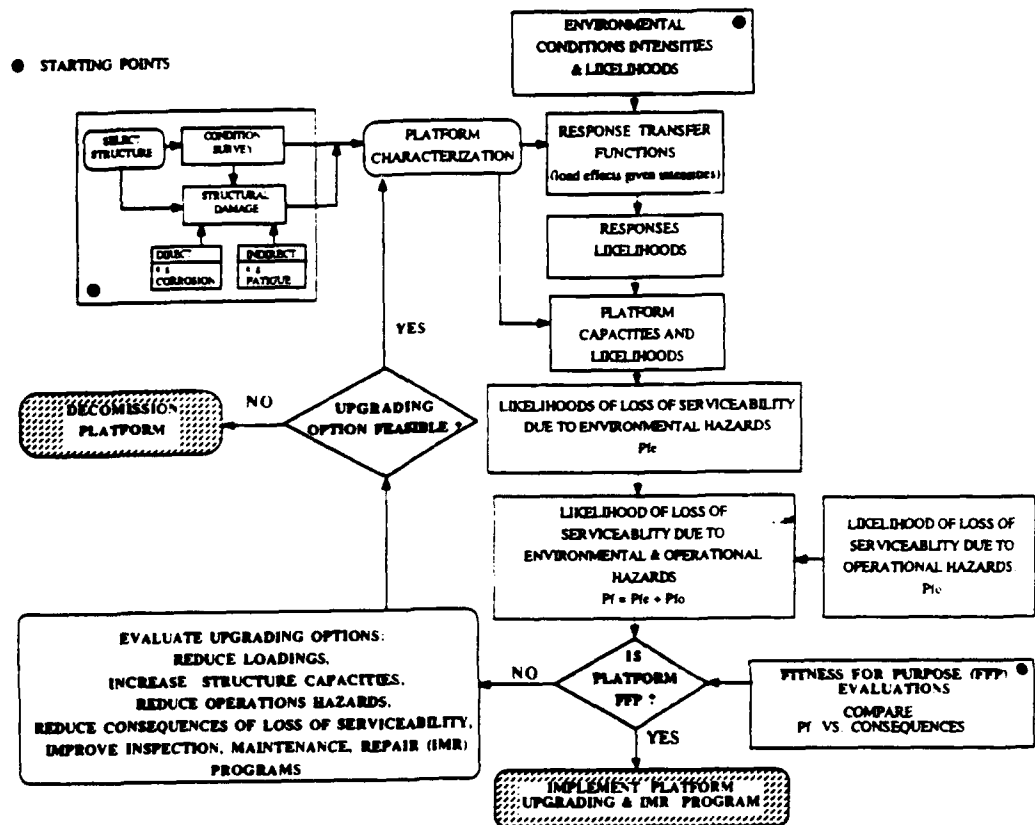 ● STARTING POINTS
ENVIRONMENTAL
CONDITIONS INTENSITIES
& LIKELIHOODS
SELECT
STRUCTURE
CONDITION
SURVEY
STRUCTURAL
DAMAGE
DIRECT
CORROSION
INDIRECT
FATIGUE
PLATFORM
CHARACTERIZATION
RESPONSE TRANSFER
FUNCTIONS
(load effects given intensities)
RESPONSES
LIKELIHOODS
PLATFORM
CAPACITIES AND
LIKELIHOODS
YES
NO
DECOMISSION
PLATFORM
UPGRADING
OPTION FEASIBLE ?
LIKELIHOODS OF LOSS OF SERVICEABILITY
DUE TO ENVIRONMENTAL HAZARDS
Pfe
LIKELIHOOD OF LOSS OF
SERVICEABLITY DUE TO
ENVIRONMENTAL & OPERATIONAL
HAZARDS
Pf = Pfe + Pfo
LIKELIHOOD OF LOSS OF
SERVICEABLITY DUE TO
OPERATIONAL HAZARDS
Pfo
EVALUATE UPGRADING OPTIONS:
REDUCE LOADINGS,
INCREASE STRUCTURE CAPACITIES,
REDUCE OPERATIONS HAZARDS,
REDUCE CONSEQUENCES OF LOSS OF SERVICEABILITY,
IMPROVE INSPECTION, MAINTENANCE, REPAIR (IMR)
PROGRAMS
NO
IS
PLATFORM
FFP ?
FITNESS FOR PURPOSE (FFP)
EVALUATIONS
COMPARE
Pf VS. CONSEQUENCES
YES
IMPLEMENT PLATFORM
UPGRADING & IMR PROGRAM